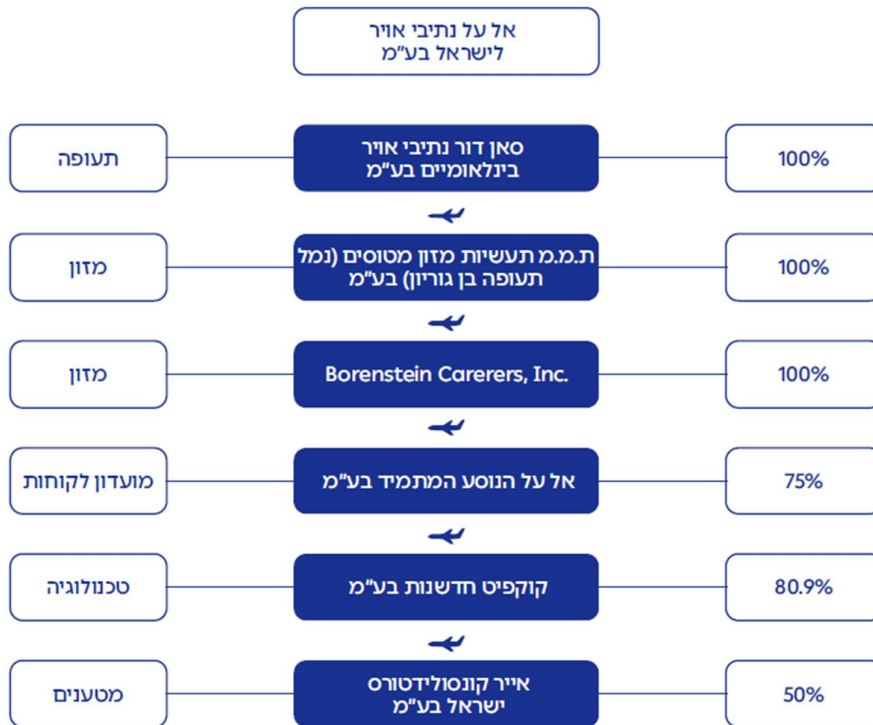 אל על נתיבי אויר
לישראל בע"מ
100%
סאן דור נתיבי אויר
בינלאומיים בע"מ
תעופה
100%
ת.מ.מ תעשיות מזון מטוסים (נמל
תעופה בן גוריון) בע"מ
מזון
100%
Borenstein Carerers, Inc.
מזון
75%
אל על הנוסע המתמיד בע"מ
מועדון לקוחות
80.9%
קוקפיט חדשנות בע"מ
טכנולוגיה
50%
אייר קונסולידטורס
ישראל בע"מ
מטענים